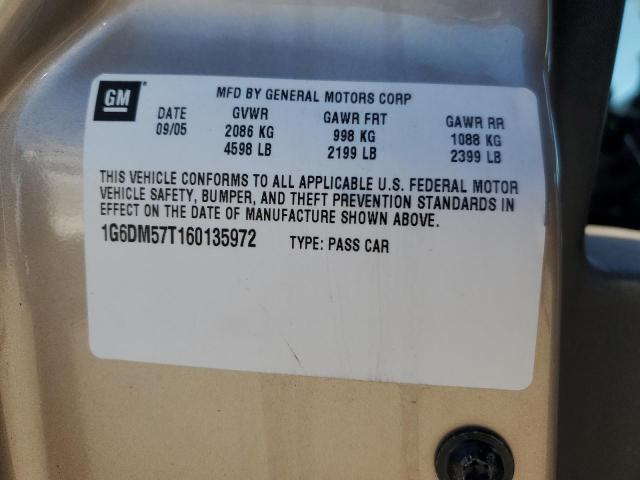 GM
MFD BY GENERAL MOTORS CORP
DATE GVWR GAWR FRT GAWR RR
09/05 2086 KG 998 KG 1088 KG
4598 LB 2199 LB 2399 LB
THIS VEHICLE CONFORMS TO ALL APPLICABLE U.S. FEDERAL MOTOR
VEHICLE SAFETY, BUMPER, AND THEFT PREVENTION STANDARDS IN
EFFECT ON THE DATE OF MANUFACTURE SHOWN ABOVE.
1G6DM57T160135972 TYPE: PASS CAR